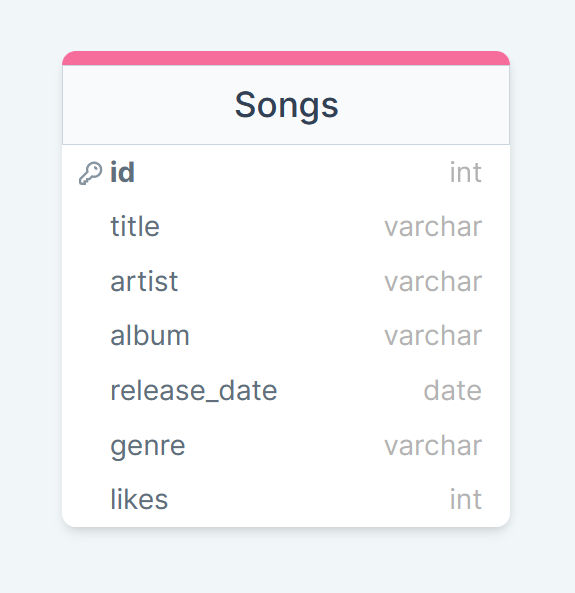 Songs
id int
title varchar
artist varchar
album varchar
release_date date
genre varchar
likes int